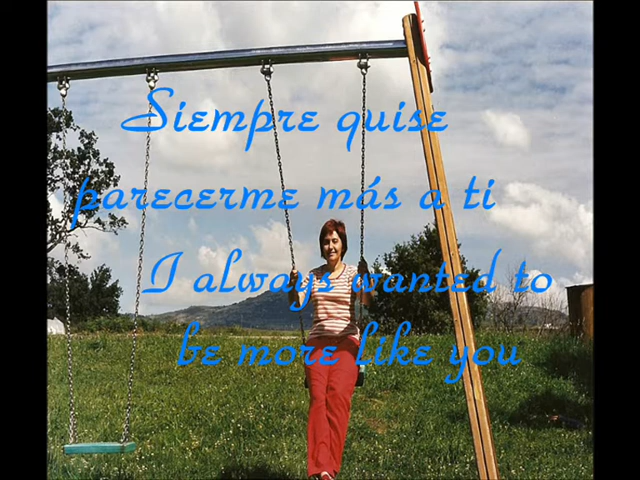 Siempre quise
parecerme más a ti
I always wanted to
be more like you